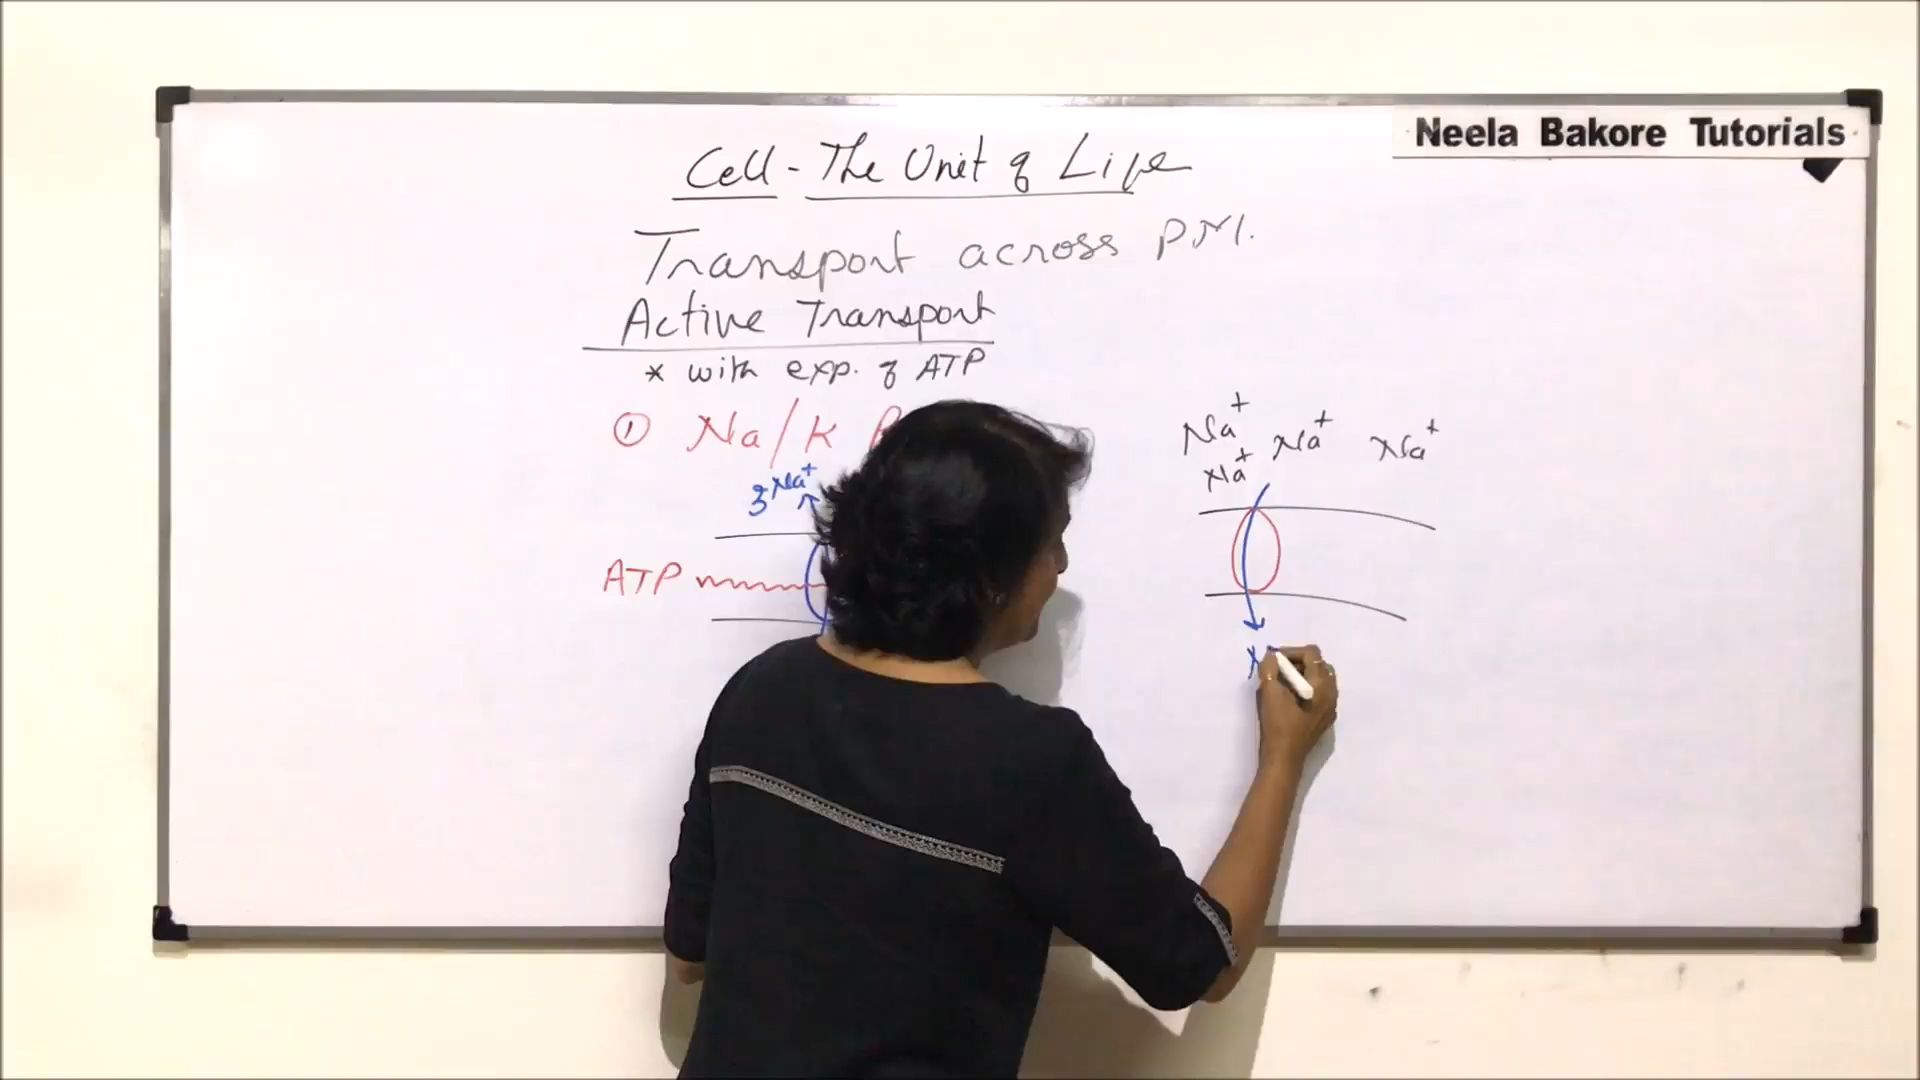 Neela Bakore Tutorials
Cell - The Unit of Life
Transport across P.M.
Active Transport
* with exp. of ATP
① Na/K
3 Na⁺
ATP
Na⁺ Na⁺ Na⁺
Na⁺